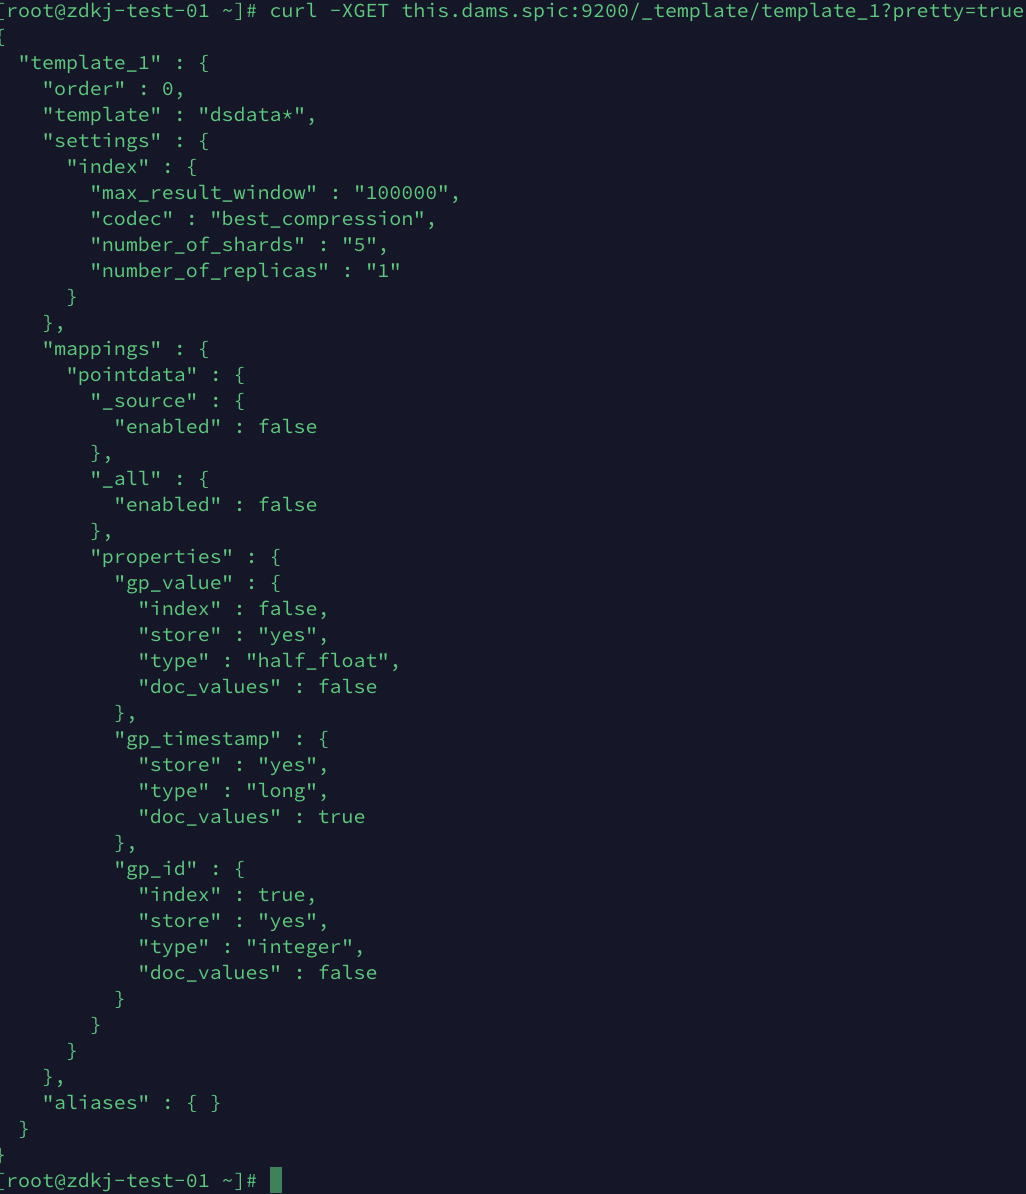 [root@zdkj-test-01 ~]# curl -XGET this.dams.spic:9200/_template/template_1?pretty=true
{
  "template_1" : {
    "order" : 0,
    "template" : "dsdata*",
    "settings" : {
      "index" : {
        "max_result_window" : "100000",
        "codec" : "best_compression",
        "number_of_shards" : "5",
        "number_of_replicas" : "1"
      }
    },
    "mappings" : {
      "pointdata" : {
        "_source" : {
          "enabled" : false
        },
        "_all" : {
          "enabled" : false
        },
        "properties" : {
          "gp_value" : {
            "index" : false,
            "store" : "yes",
            "type" : "half_float",
            "doc_values" : false
          },
          "gp_timestamp" : {
            "store" : "yes",
            "type" : "long",
            "doc_values" : true
          },
          "gp_id" : {
            "index" : true,
            "store" : "yes",
            "type" : "integer",
            "doc_values" : false
          }
        }
      }
    },
    "aliases" : { }
  }
}
[root@zdkj-test-01 ~]#